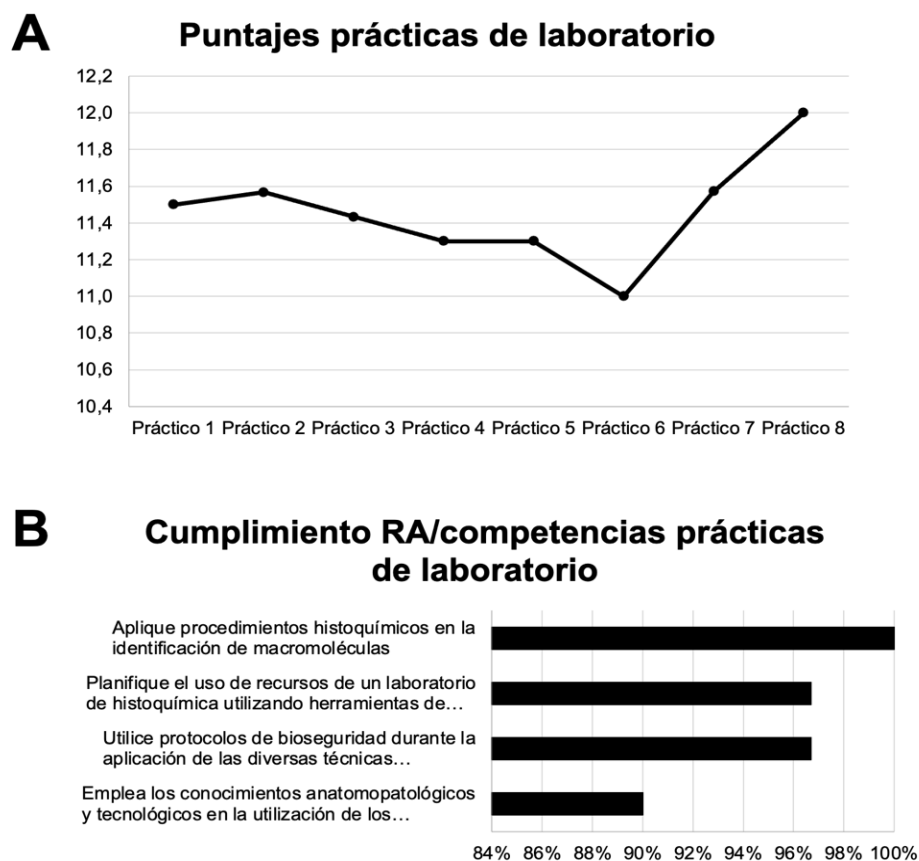 A
Puntajes prácticas de laboratorio
12,2
12,0
11,8
11,6
11,4
11,2
11,0
10,8
10,6
10,4
Práctico 1 Práctico 2 Práctico 3 Práctico 4 Práctico 5 Práctico 6 Práctico 7 Práctico 8
B
Cumplimiento RA/competencias prácticas
de laboratorio
Aplique procedimientos histoquímicos en la
identificación de macromoléculas
Planifique el uso de recursos de un laboratorio
de histoquímica utilizando herramientas de…
Utilice protocolos de bioseguridad durante la
aplicación de las diversas técnicas…
Emplea los conocimientos anatomopatológicos
y tecnológicos en la utilización de los…
84% 86% 88% 90% 92% 94% 96% 98% 100%